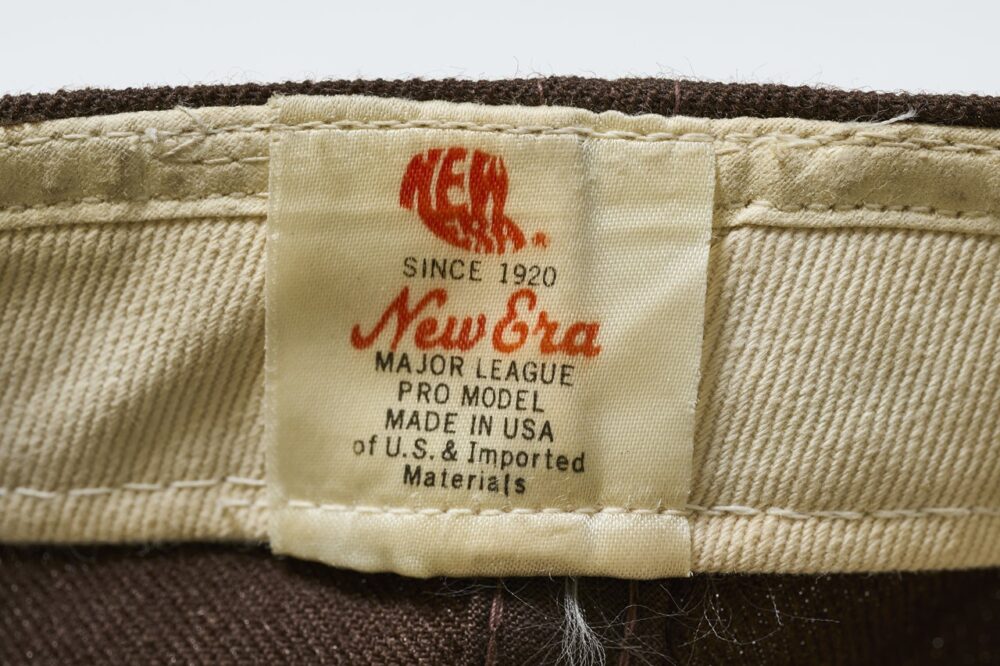 NEW
ERA®
SINCE 1920
New Era
MAJOR LEAGUE
PRO MODEL
MADE IN USA
of U.S. & Imported
Materials